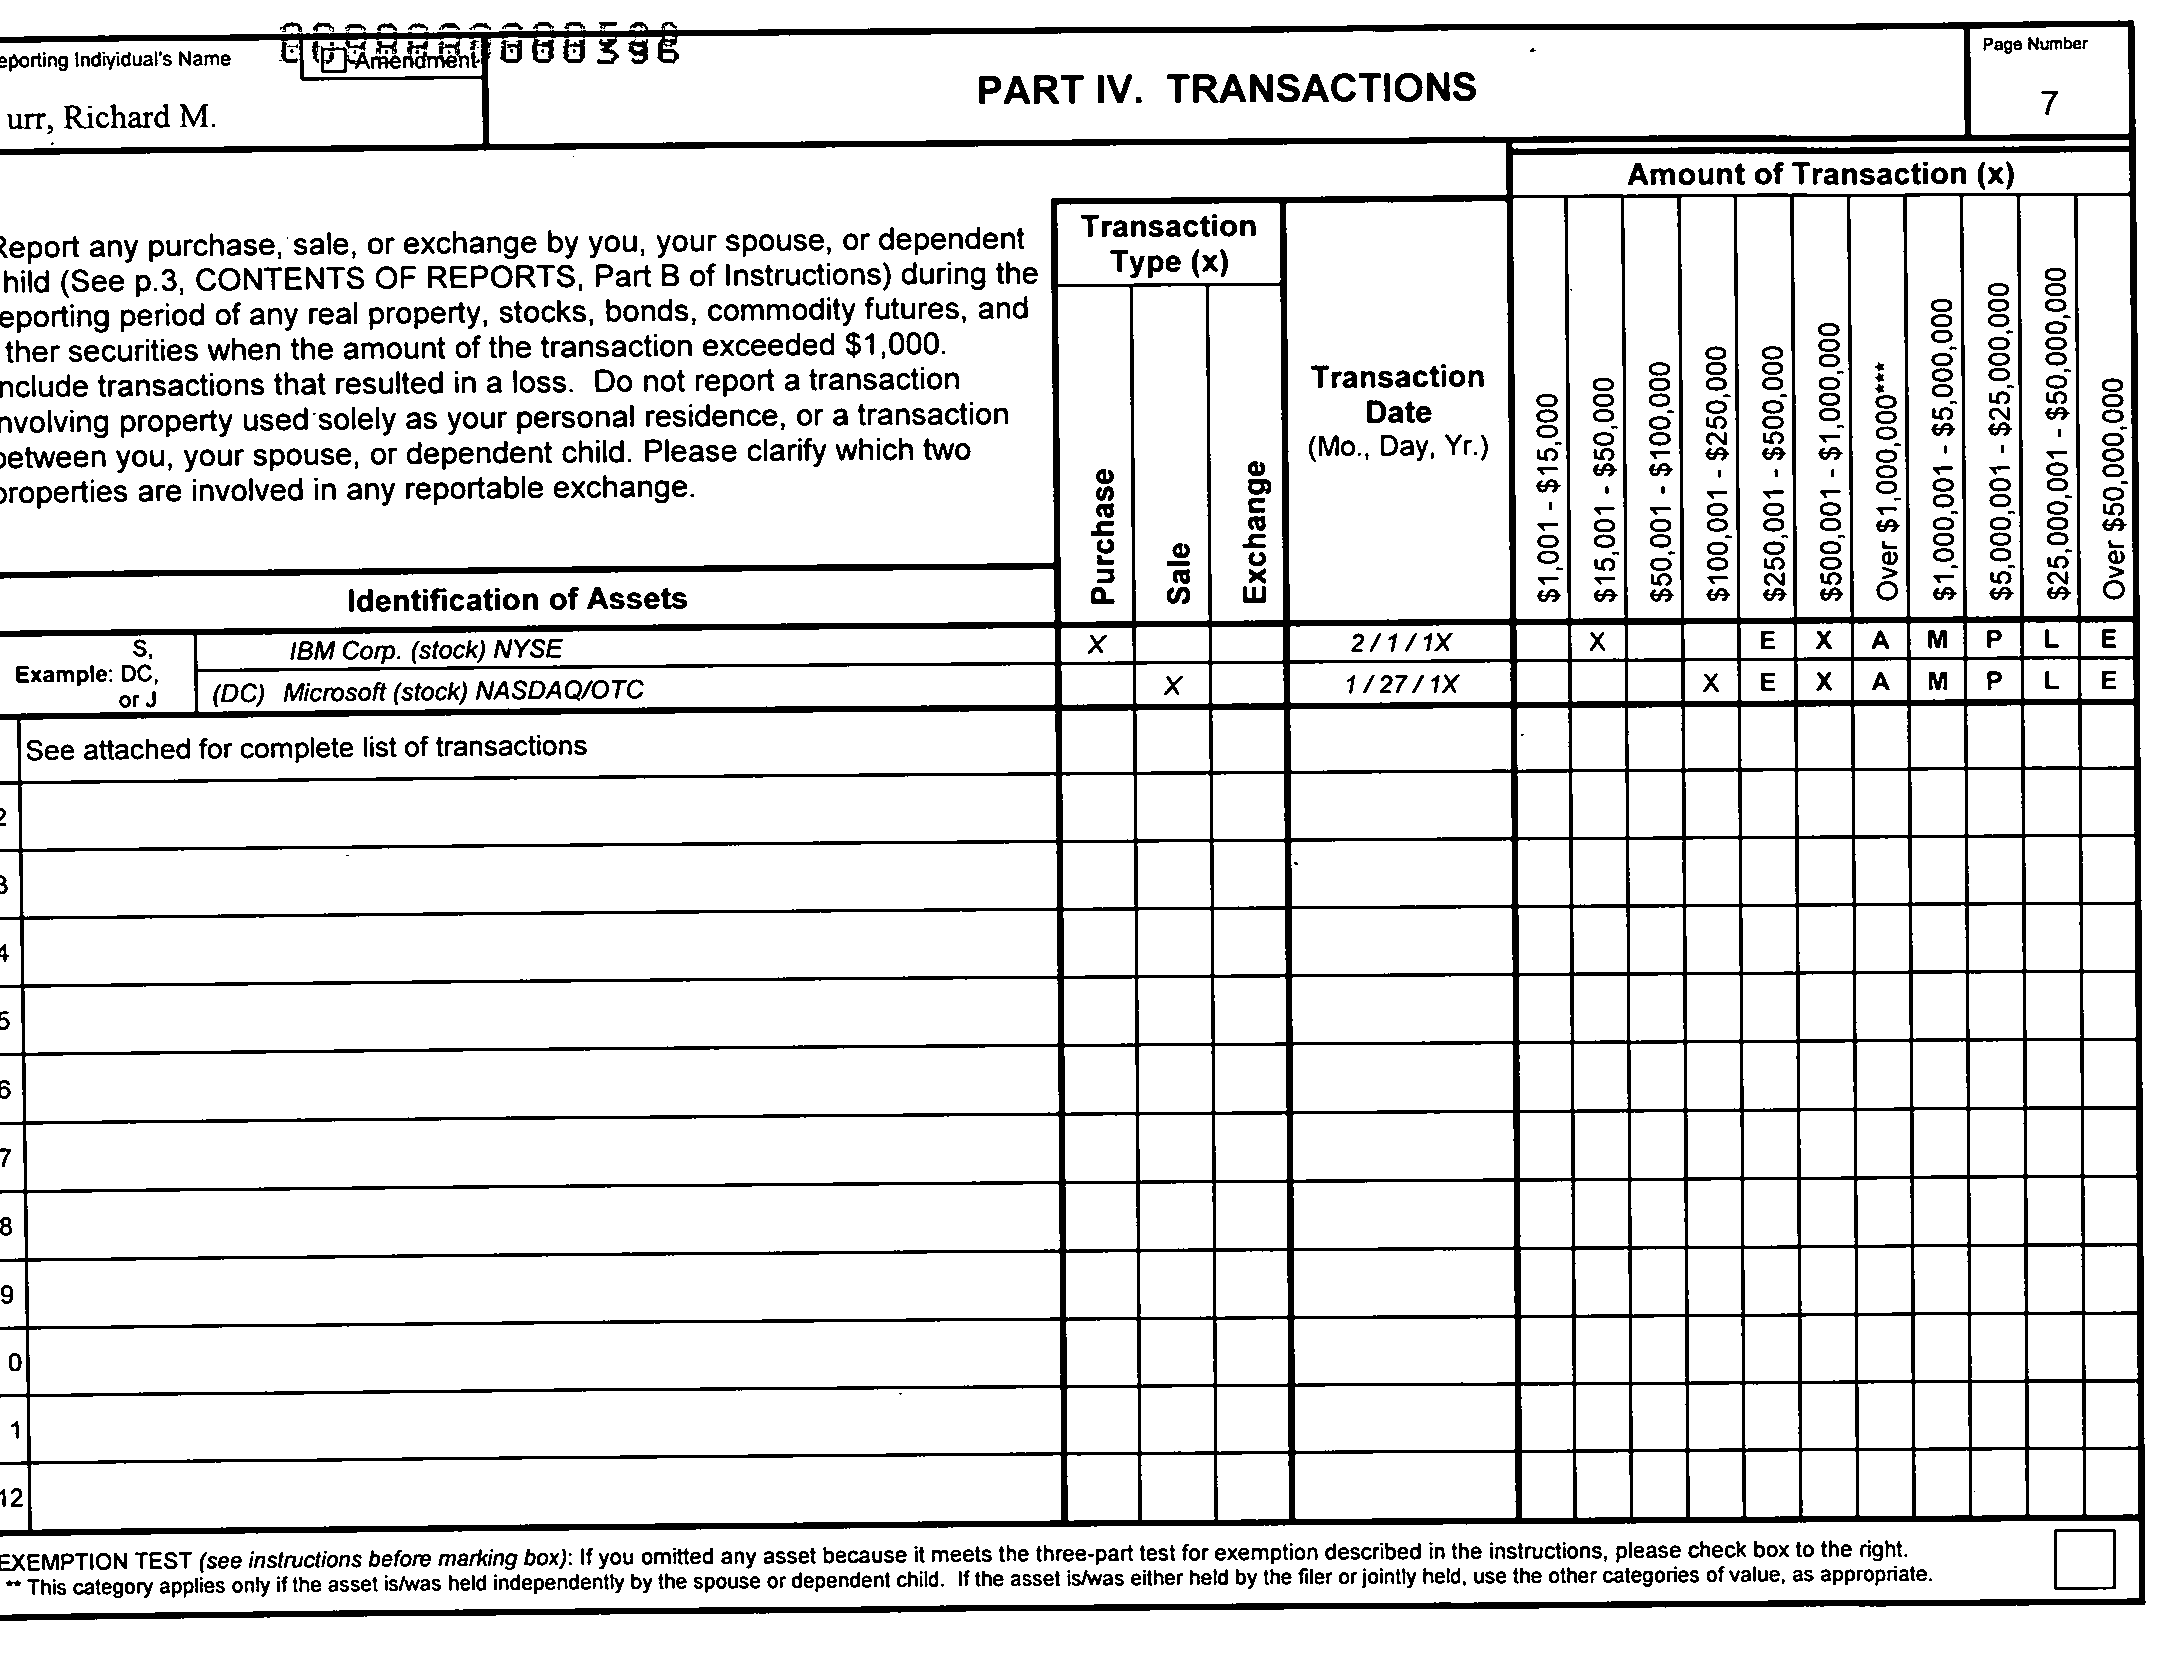 eporting Individual's Name
000000000596
Amendment
urr, Richard M.
PART IV. TRANSACTIONS
Page Number
7
Report any purchase, sale, or exchange by you, your spouse, or dependent
hild (See p.3, CONTENTS OF REPORTS, Part B of Instructions) during the
eporting period of any real property, stocks, bonds, commodity futures, and
ther securities when the amount of the transaction exceeded $1,000.
nclude transactions that resulted in a loss. Do not report a transaction
nvolving property used solely as your personal residence, or a transaction
between you, your spouse, or dependent child. Please clarify which two
properties are involved in any reportable exchange.
Identification of Assets
Transaction
Type (x)
Purchase
Sale
Exchange
Transaction
Date
(Mo., Day, Yr.)
Amount of Transaction (x)
$1,001 - $15,000
$15,001 - $50,000
$50,001 - $100,000
$100,001 - $250,000
$250,001 - $500,000
$500,001 - $1,000,000
Over $1,000,000***
$1,000,001 - $5,000,000
$5,000,001 - $25,000,000
$25,000,001 - $50,000,000
Over $50,000,000
Example:
S,
DC,
or J
IBM Corp. (stock) NYSE X 2 / 1 / 1X X E X A M P L E
(DC) Microsoft (stock) NASDAQ/OTC X 1 / 27 / 1X X E X A M P L E
See attached for complete list of transactions
2
3
4
5
6
7
8
9
0
1
12
EXEMPTION TEST (see instructions before marking box): If you omitted any asset because it meets the three-part test for exemption described in the instructions, please check box to the right.
** This category applies only if the asset is/was held independently by the spouse or dependent child. If the asset is/was either held by the filer or jointly held, use the other categories of value, as appropriate.